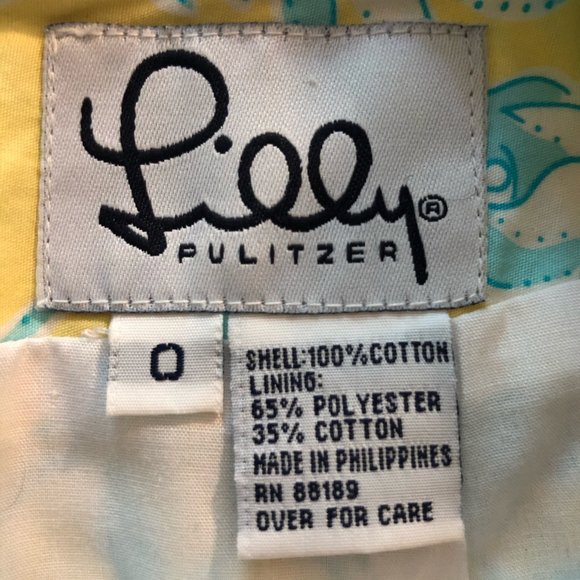 Lilly®
PULITZER
0
SHELL:100%COTTON
LINING:
65% POLYESTER
35% COTTON
MADE IN PHILIPPINES
RN 88189
OVER FOR CARE